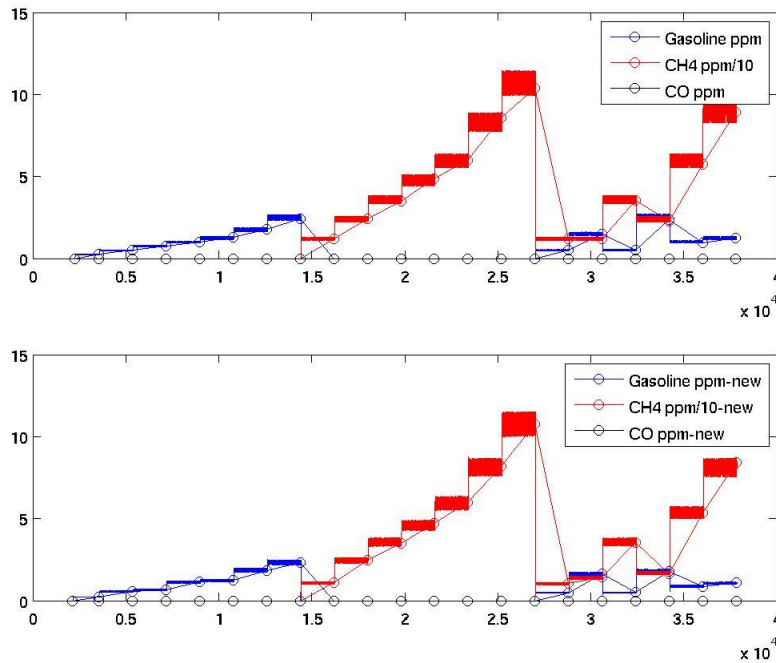 15
10
5
0
0 0.5 1 1.5 2 2.5 3 3.5 4
x 10^4
Gasoline ppm
CH4 ppm/10
CO ppm
15
10
5
0
0 0.5 1 1.5 2 2.5 3 3.5 4
x 10^4
Gasoline ppm-new
CH4 ppm/10-new
CO ppm-new